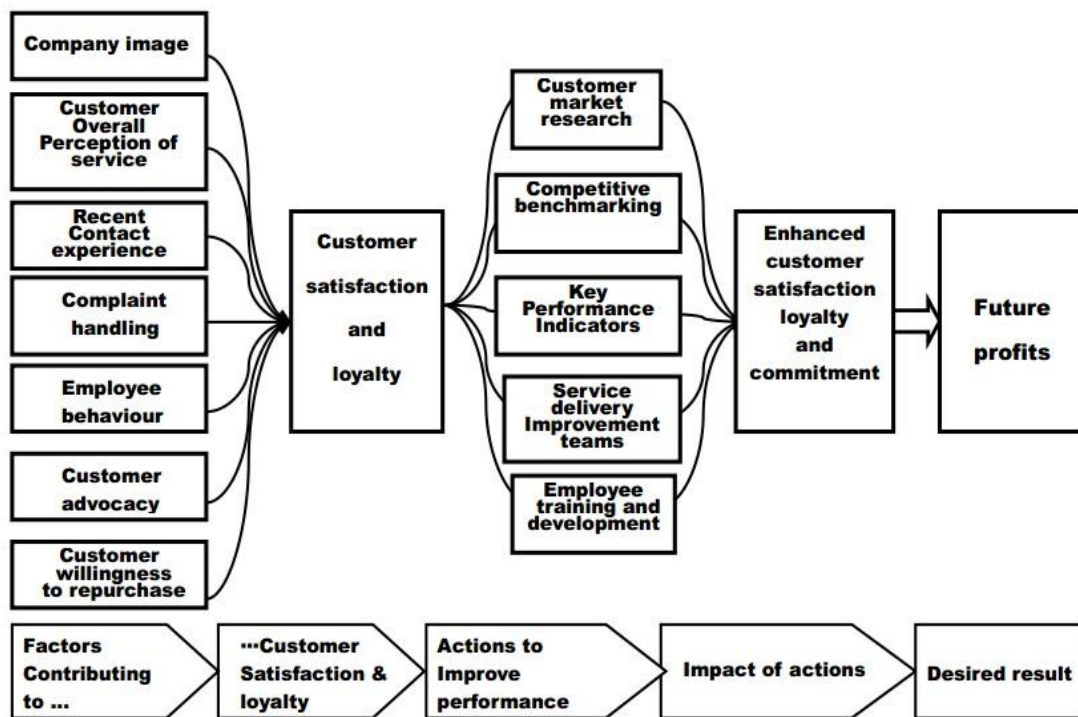 Company image
Customer
Overall
Perception of
service
Recent
Contact
experience
Complaint
handling
Employee
behaviour
Customer
advocacy
Customer
willingness
to repurchase
Customer
satisfaction
and
loyalty
Customer
market
research
Competitive
benchmarking
Key
Performance
Indicators
Service
delivery
Improvement
teams
Employee
training and
development
Enhanced
customer
satisfaction
loyalty
and
commitment
Future
profits
Factors
Contributing
to ...
···Customer
Satisfaction &
loyalty
Actions to
Improve
performance
Impact of actions
Desired result